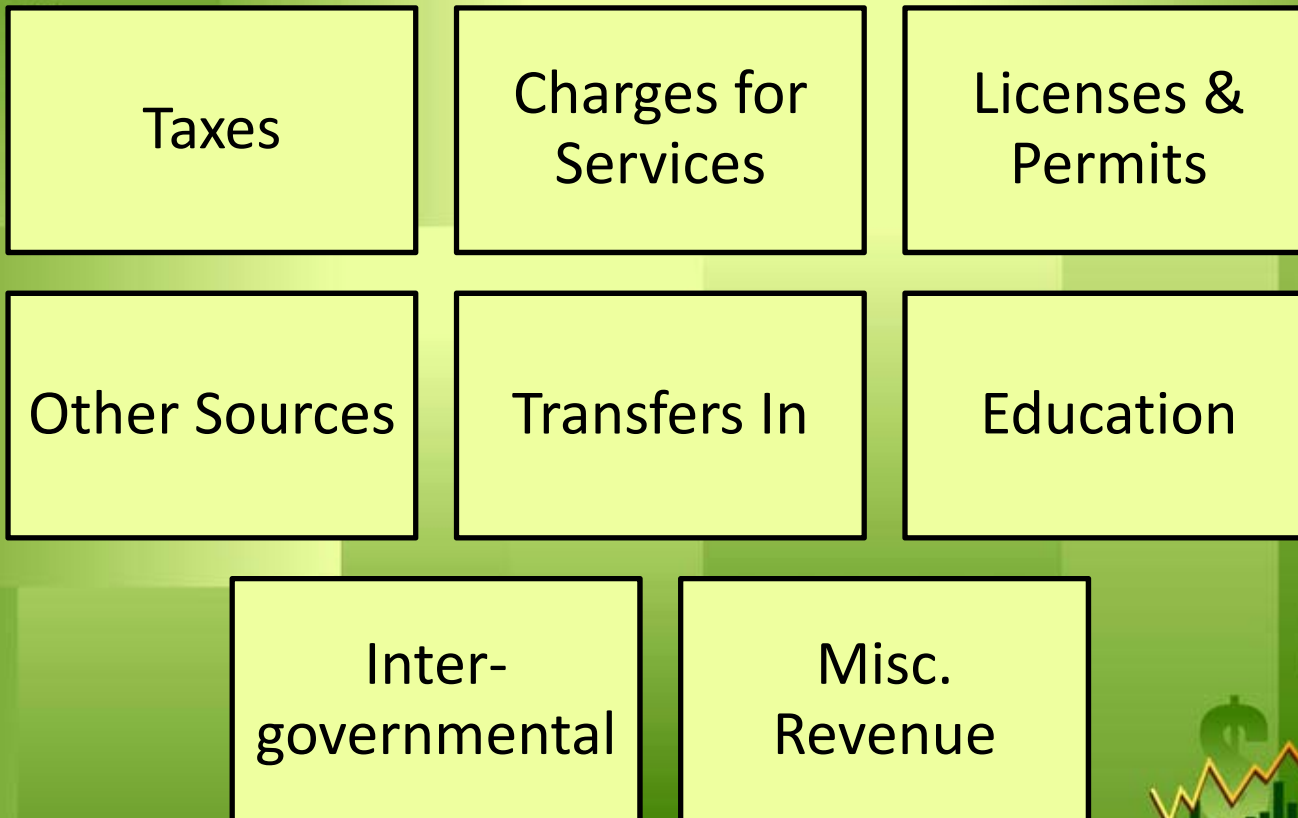 Taxes
Charges for
Services
Licenses &
Permits
Other Sources
Transfers In
Education
Inter-
governmental
Misc.
Revenue
$